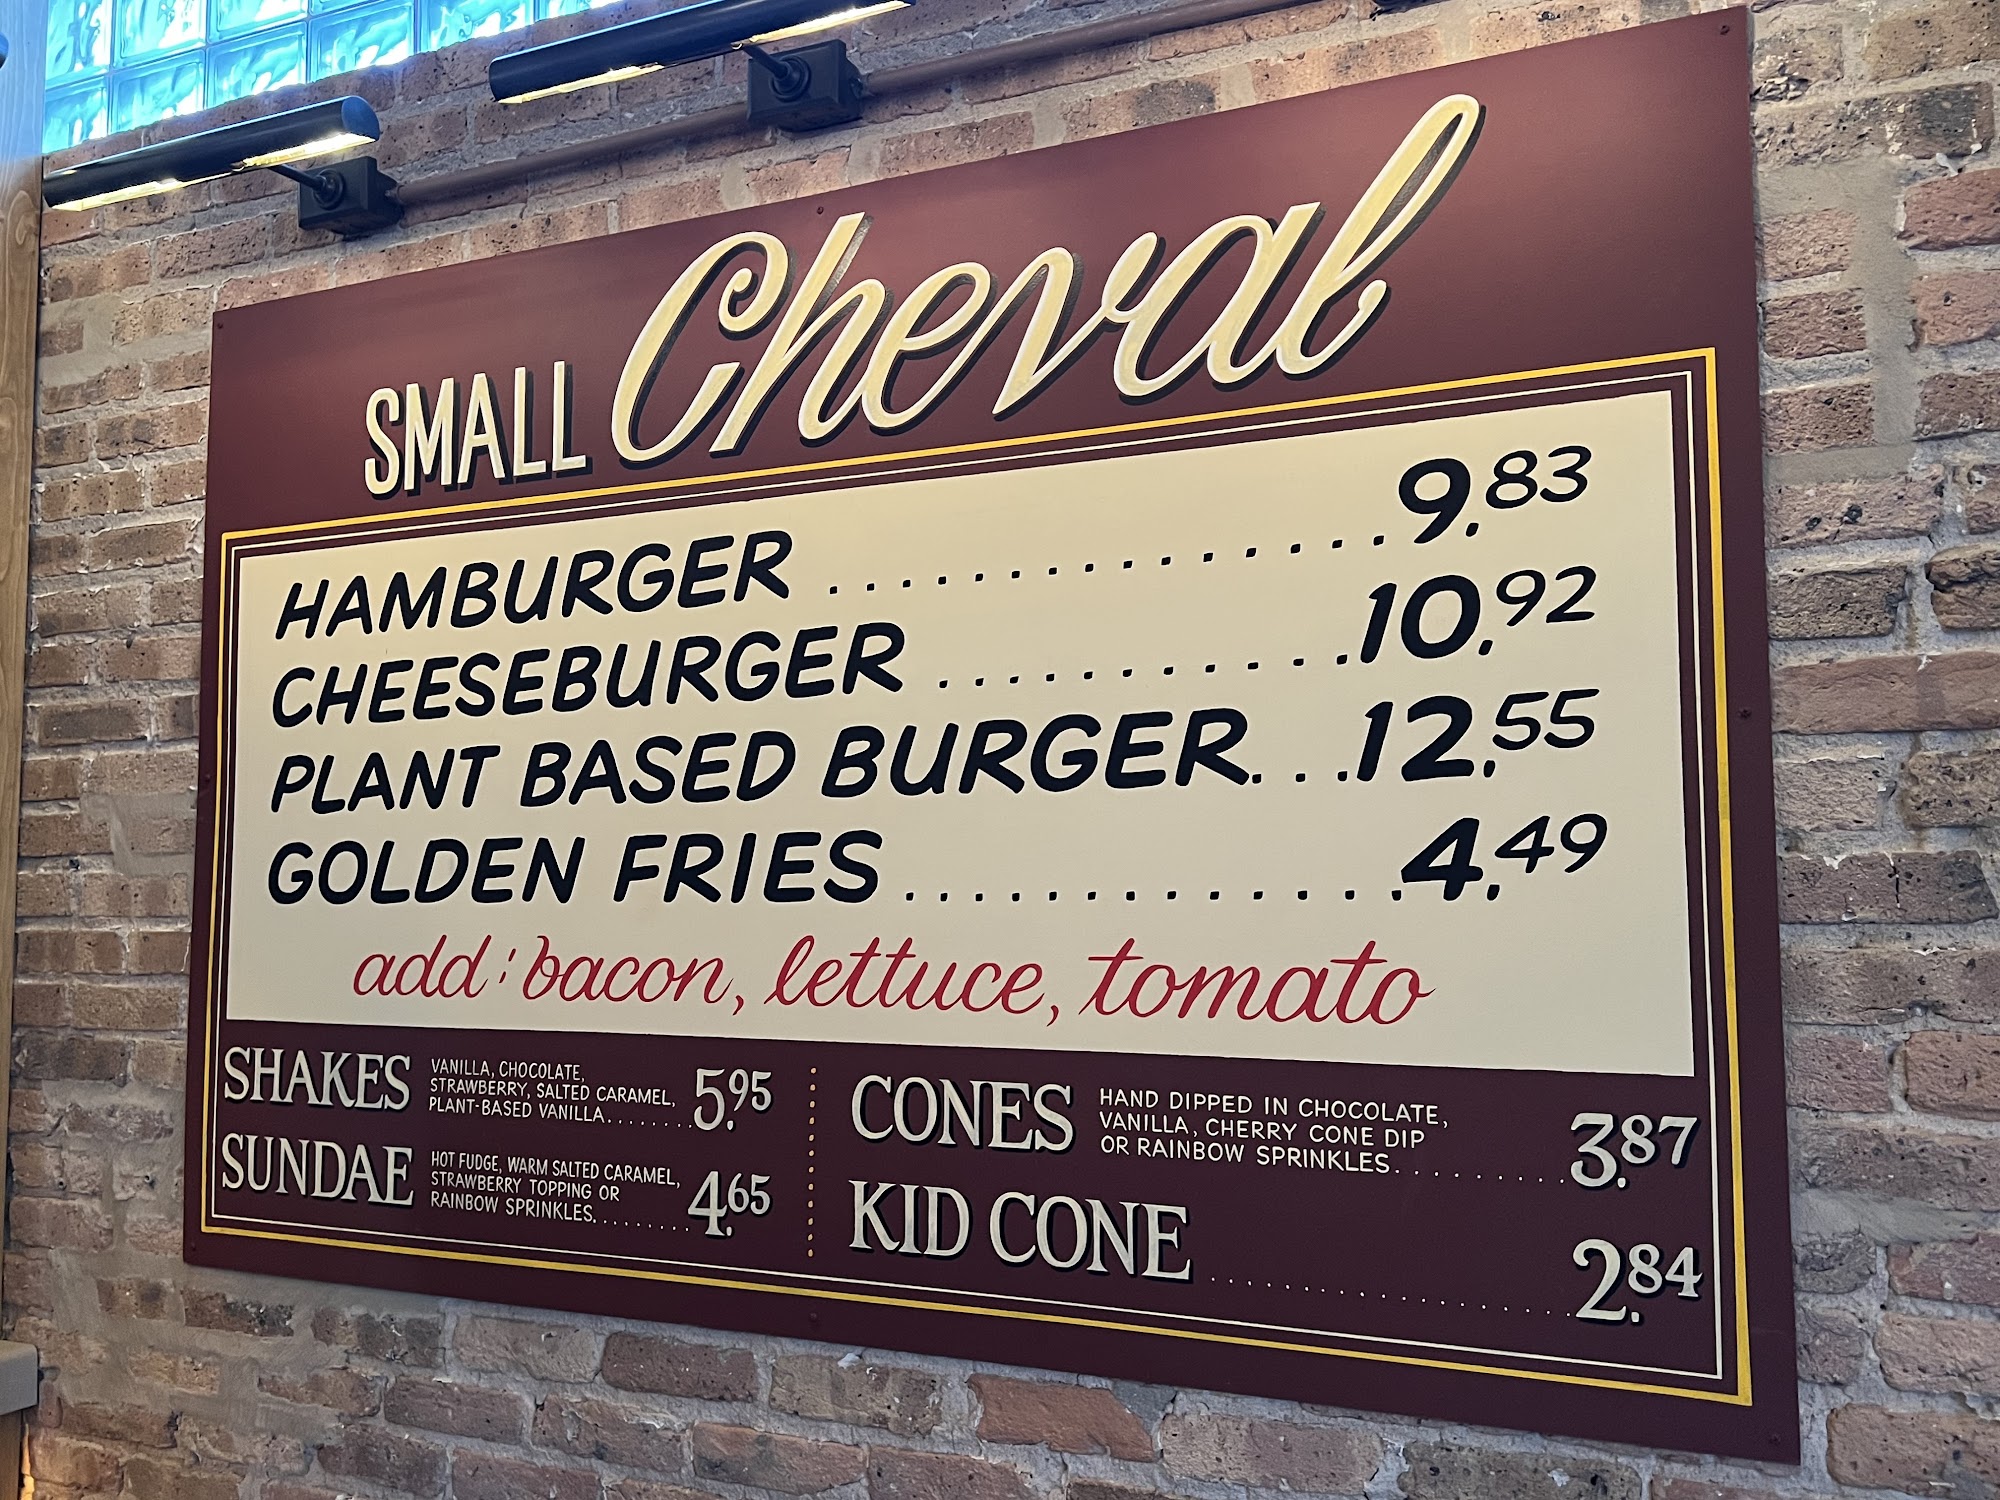 SMALL Cheval
HAMBURGER ............... 9.83
CHEESEBURGER ............ 10.92
PLANT BASED BURGER...12.55
GOLDEN FRIES .............. 4.49
add: bacon, lettuce, tomato
SHAKES
VANILLA, CHOCOLATE,
STRAWBERRY, SALTED CARAMEL,
PLANT-BASED VANILLA........ 5.95
SUNDAE
HOT FUDGE, WARM SALTED CARAMEL,
STRAWBERRY TOPPING OR
RAINBOW SPRINKLES......... 4.65
CONES
HAND DIPPED IN CHOCOLATE,
VANILLA, CHERRY CONE DIP
OR RAINBOW SPRINKLES.......... 3.87
KID CONE ...................... 2.84